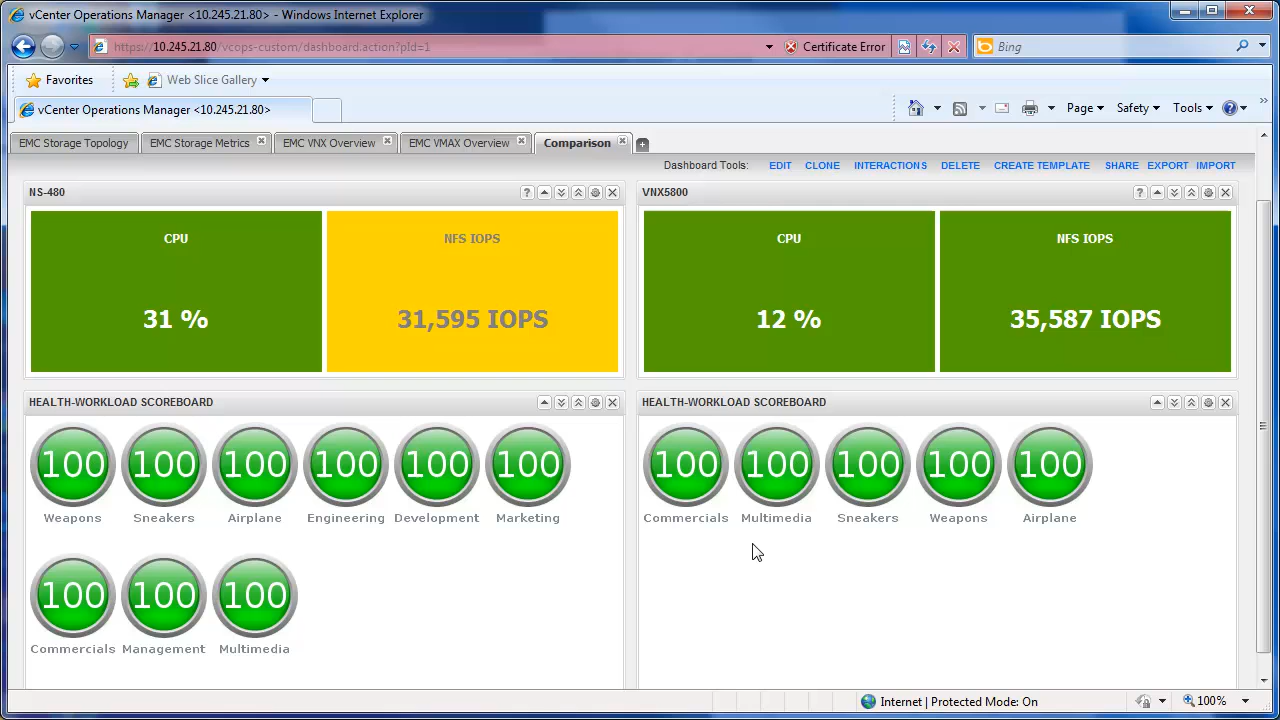 vCenter Operations Manager <10.245.21.80> - Windows Internet Explorer
https://10.245.21.80/vcops-custom/dashboard.action?pId=1
Certificate Error
Bing
Favorites
Web Slice Gallery
vCenter Operations Manager <10.245.21.80>
Page
Safety
Tools
EMC Storage Topology
EMC Storage Metrics
EMC VNX Overview
EMC VMAX Overview
Comparison
Dashboard Tools: EDIT CLONE INTERACTIONS DELETE CREATE TEMPLATE SHARE EXPORT IMPORT
NS-480
CPU
31 %
NFS IOPS
31,595 IOPS
VNX5800
CPU
12 %
NFS IOPS
35,587 IOPS
HEALTH-WORKLOAD SCOREBOARD
100 100 100 100 100 100
Weapons Sneakers Airplane Engineering Development Marketing
100 100 100
Commercials Management Multimedia
HEALTH-WORKLOAD SCOREBOARD
100 100 100 100 100
Commercials Multimedia Sneakers Weapons Airplane
Internet | Protected Mode: On
100%